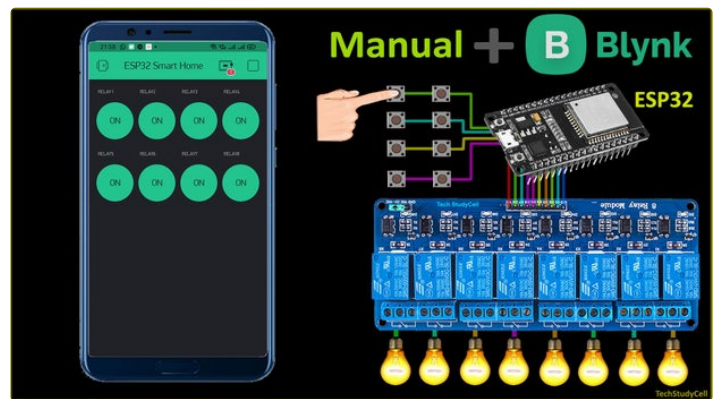 Manual + B Blynk
21:58
ESP32 Smart Home
ESP32
RELAY1 RELAY2 RELAY3 RELAY4
ON ON ON ON
RELAY5 RELAY6 RELAY7 RELAY8
ON ON ON ON
Tech StudyCell
8 Relay Module
TechStudyCell